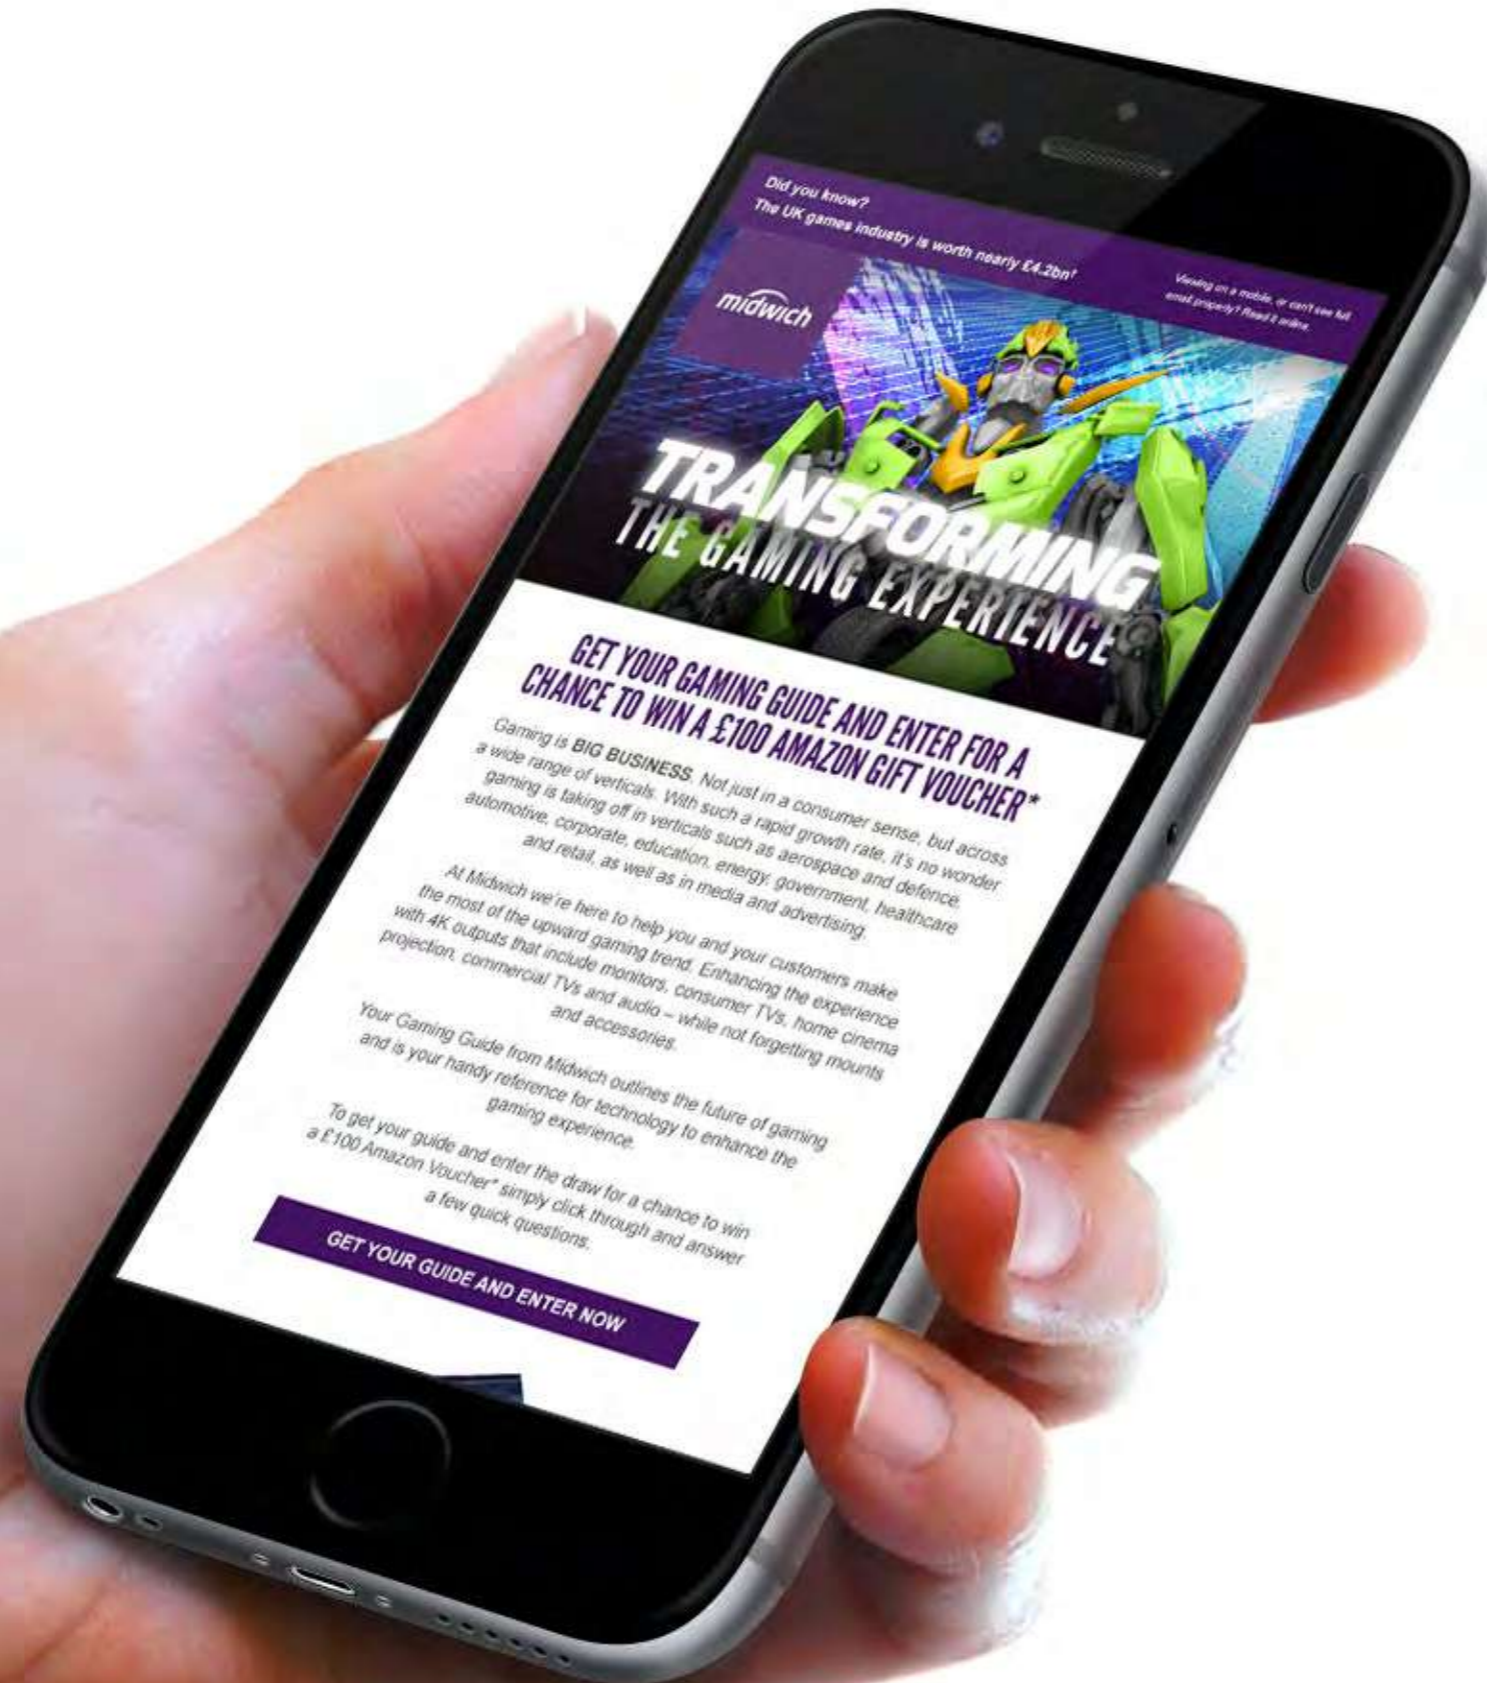 Did you know?
The UK games industry is worth nearly £4.2bn†
Viewing on a mobile, or can't see full
email properly? Read it online
midwich
TRANSFORMING
THE GAMING EXPERIENCE
GET YOUR GAMING GUIDE AND ENTER FOR A
CHANCE TO WIN A £100 AMAZON GIFT VOUCHER*
Gaming is BIG BUSINESS. Not just in a consumer sense, but across
a wide range of verticals. With such a rapid growth rate, it's no wonder
gaming is taking off in verticals such as aerospace and defence,
automotive, corporate, education, energy, government, healthcare
and retail, as well as in media and advertising.
At Midwich we're here to help you and your customers make
the most of the upward gaming trend. Enhancing the experience
with 4K outputs that include monitors, consumer TVs, home cinema
projection, commercial TVs and audio – while not forgetting mounts
and accessories.
Your Gaming Guide from Midwich outlines the future of gaming
and is your handy reference for technology to enhance the
gaming experience.
To get your guide and enter the draw for a chance to win
a £100 Amazon Voucher* simply click through and answer
a few quick questions.
GET YOUR GUIDE AND ENTER NOW